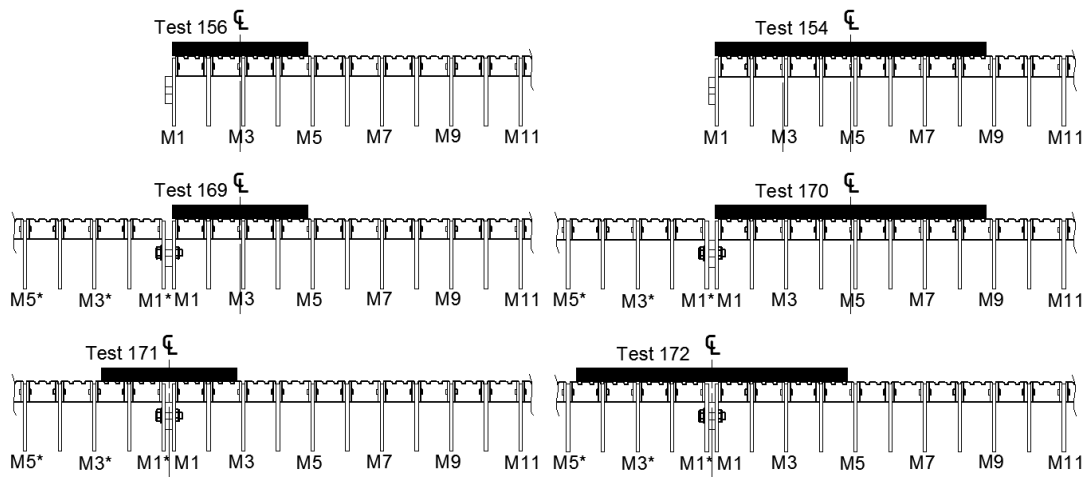 Test 156 ℄
M1 M3 M5 M7 M9 M11
Test 154 ℄
M1 M3 M5 M7 M9 M11
Test 169 ℄
M5* M3* M1* M1 M3 M5 M7 M9 M11
Test 170 ℄
M5* M3* M1* M1 M3 M5 M7 M9 M11
Test 171 ℄
M5* M3* M1* M1 M3 M5 M7 M9 M11
Test 172 ℄
M5* M3* M1* M1 M3 M5 M7 M9 M11